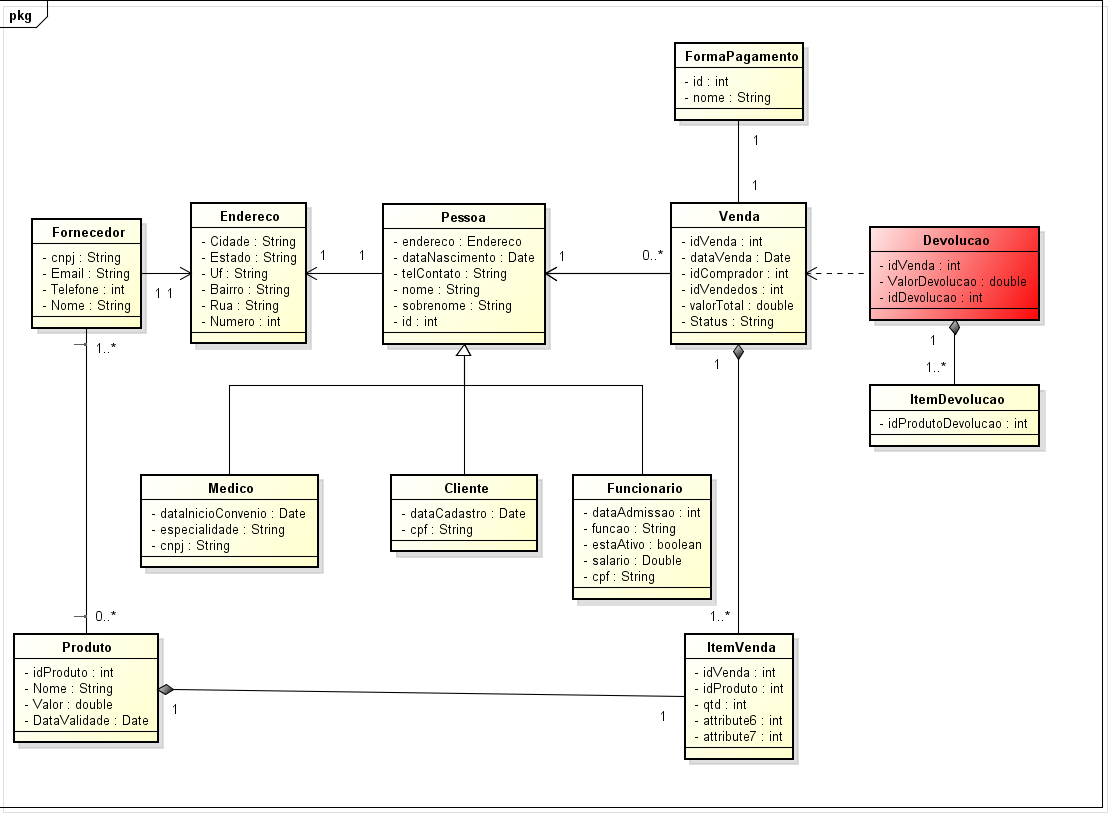 pkg
FormaPagamento
- id : int
- nome : String
1
1
Fornecedor
- cnpj : String
- Email : String
- Telefone : int
- Nome : String
1 1
1..*
Endereco
- Cidade : String
- Estado : String
- Uf : String
- Bairro : String
- Rua : String
- Numero : int
1
1
Pessoa
- endereco : Endereco
- dataNascimento : Date
- telContato : String
- nome : String
- sobrenome : String
- id : int
1
0..*
Venda
- idVenda : int
- dataVenda : Date
- idComprador : int
- idVendedos : int
- valorTotal : double
- Status : String
1
Devolucao
- idVenda : int
- ValorDevolucao : double
- idDevolucao : int
1
1..*
ItemDevolucao
- idProdutoDevolucao : int
Medico
- dataInicioConvenio : Date
- especialidade : String
- cnpj : String
Cliente
- dataCadastro : Date
- cpf : String
Funcionario
- dataAdmissao : int
- funcao : String
- estaAtivo : boolean
- salario : Double
- cpf : String
0..*
1..*
Produto
- idProduto : int
- Nome : String
- Valor : double
- DataValidade : Date
1
1
ItemVenda
- idVenda : int
- idProduto : int
- qtd : int
- attribute6 : int
- attribute7 : int